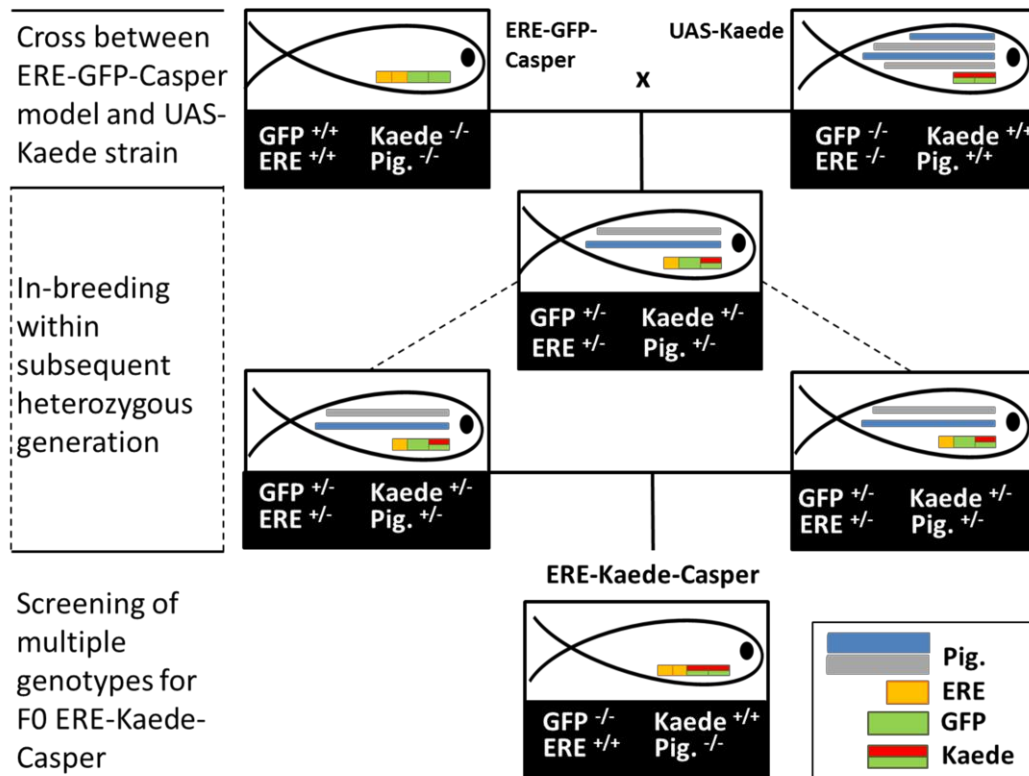 Cross between
ERE-GFP-Casper
model and UAS-
Kaede strain
ERE-GFP-
Casper
UAS-Kaede
X
GFP +/+ Kaede -/-
ERE +/+ Pig. -/-
GFP -/- Kaede +/+
ERE -/- Pig. +/+
In-breeding
within
subsequent
heterozygous
generation
GFP +/- Kaede +/-
ERE +/- Pig. +/-
GFP +/- Kaede +/-
ERE +/- Pig. +/-
GFP +/- Kaede +/-
ERE +/- Pig. +/-
Screening of
multiple
genotypes for
F0 ERE-Kaede-
Casper
ERE-Kaede-Casper
GFP -/- Kaede +/+
ERE +/+ Pig. -/-
Pig.
ERE
GFP
Kaede